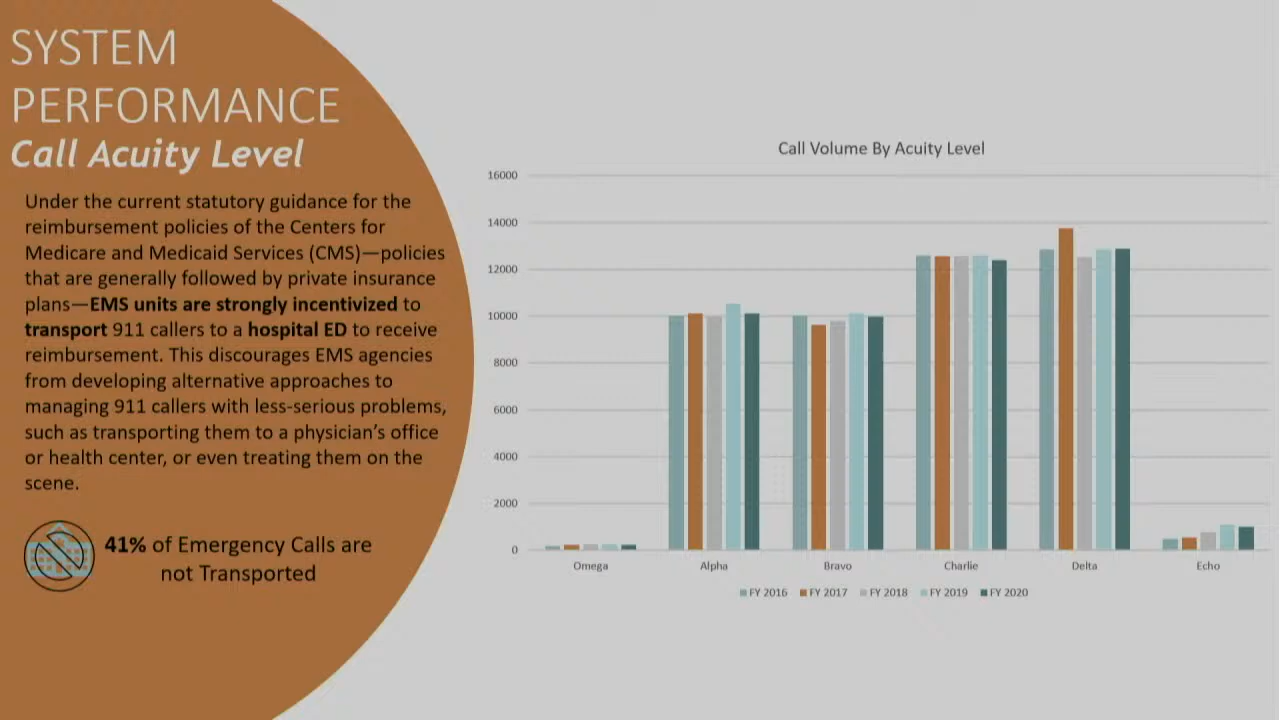 SYSTEM
PERFORMANCE
Call Acuity Level
Under the current statutory guidance for the
reimbursement policies of the Centers for
Medicare and Medicaid Services (CMS)—policies
that are generally followed by private insurance
plans—EMS units are strongly incentivized to
transport 911 callers to a hospital ED to receive
reimbursement. This discourages EMS agencies
from developing alternative approaches to
managing 911 callers with less-serious problems,
such as transporting them to a physician's office
or health center, or even treating them on the
scene.
41% of Emergency Calls are
not Transported
Call Volume By Acuity Level
16000
14000
12000
10000
8000
6000
4000
2000
0
Omega Alpha Bravo Charlie Delta Echo
FY 2016 FY 2017 FY 2018 FY 2019 FY 2020